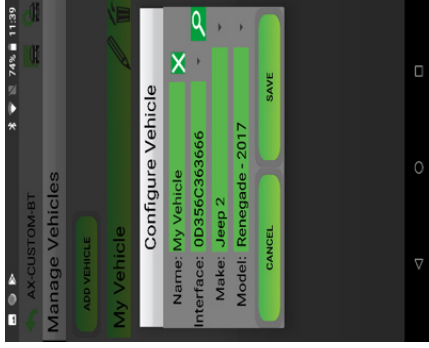 74% 11:39
AX-CUSTOM-BT
Manage Vehicles
ADD VEHICLE
My Vehicle
Configure Vehicle
Name: My Vehicle
Interface: 0D356C363666
Make: Jeep 2
Model: Renegade - 2017
CANCEL SAVE